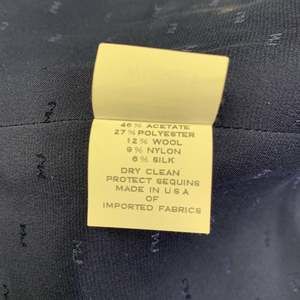 46% ACETATE
27% POLYESTER
12% WOOL
9% NYLON
6% SILK
DRY CLEAN
PROTECT SEQUINS
MADE IN U S A
OF
IMPORTED FABRICS